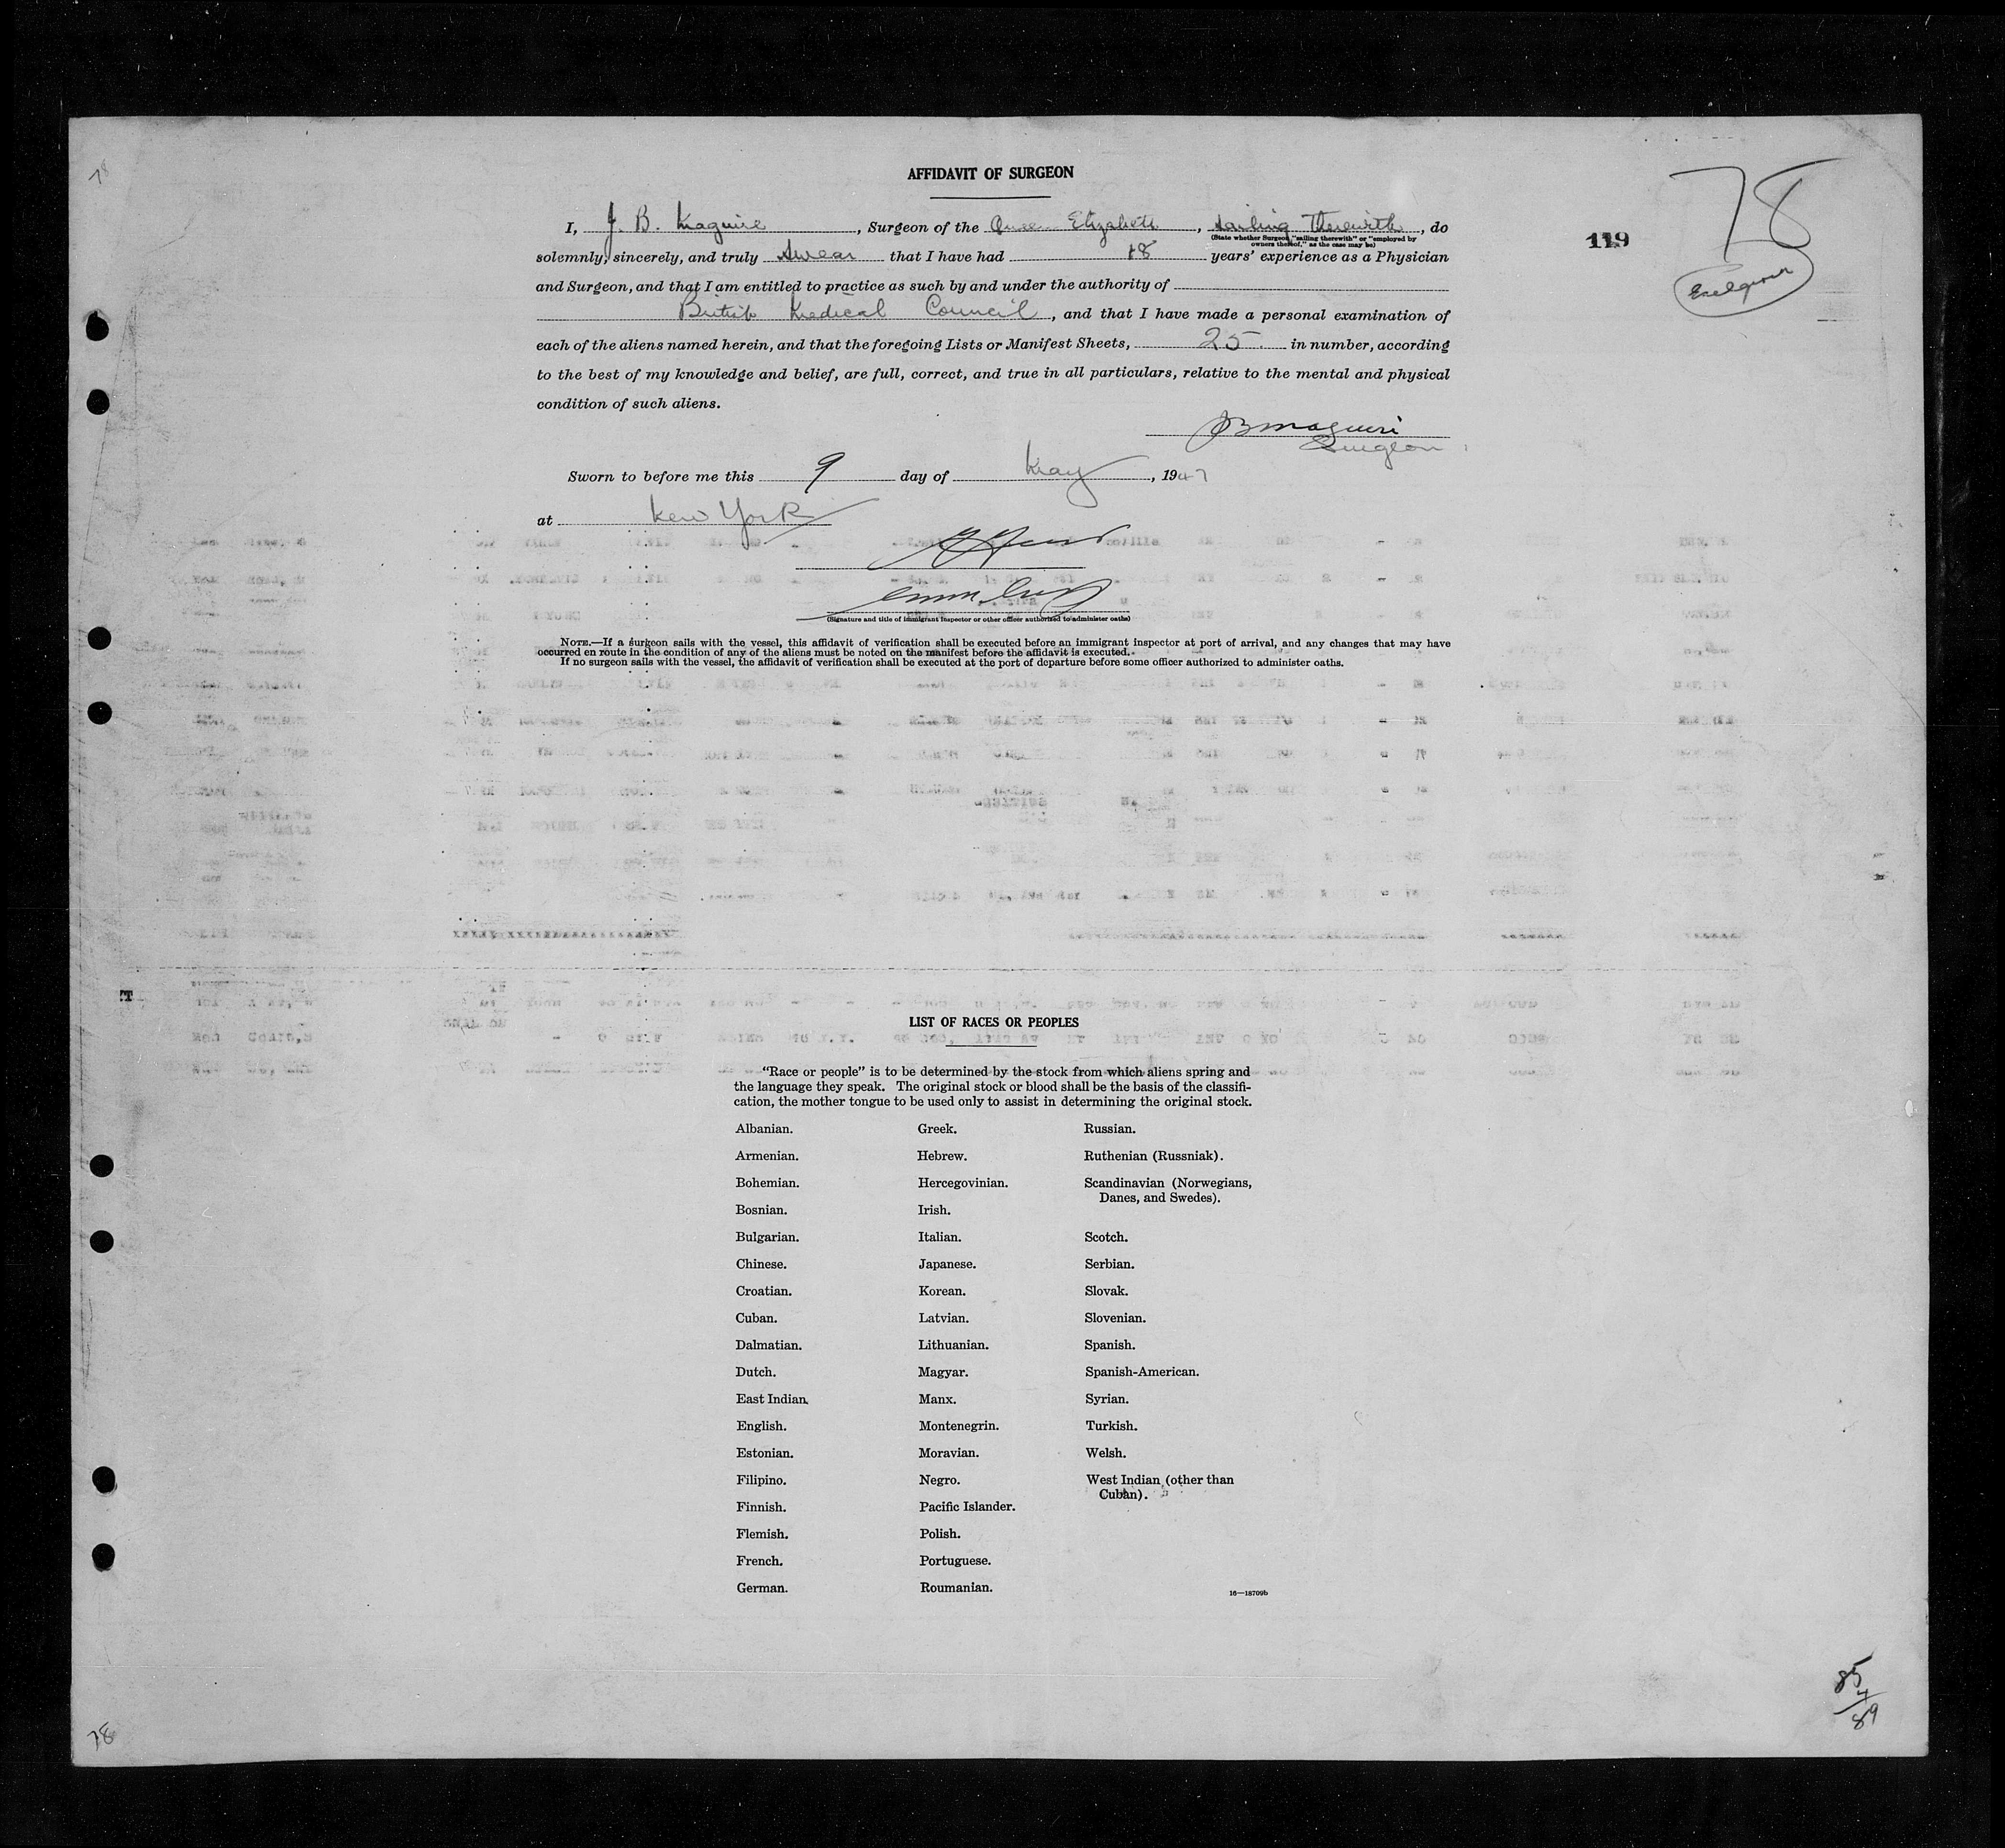 78
AFFIDAVIT OF SURGEON
78
119
I, J. B. Maguire, Surgeon of the Queen Elizabeth, sailing therewith, do
(State whether Surgeon "sailing therewith" or "employed by
owners thereof," as the case may be)
solemnly, sincerely, and truly swear that I have had 18 years' experience as a Physician
and Surgeon, and that I am entitled to practice as such by and under the authority of
British Medical Council, and that I have made a personal examination of
each of the aliens named herein, and that the foregoing Lists or Manifest Sheets, 25 in number, according
to the best of my knowledge and belief, are full, correct, and true in all particulars, relative to the mental and physical
condition of such aliens.
JB Maguire
Surgeon
Sworn to before me this 9 day of May, 1947
at New York
(Signature and title of immigrant inspector or other officer authorized to administer oaths)
NOTE.—If a surgeon sails with the vessel, this affidavit of verification shall be executed before an immigrant inspector at port of arrival, and any changes that may have
occurred en route in the condition of any of the aliens must be noted on the manifest before the affidavit is executed.
If no surgeon sails with the vessel, the affidavit of verification shall be executed at the port of departure before some officer authorized to administer oaths.
LIST OF RACES OR PEOPLES
"Race or people" is to be determined by the stock from which aliens spring and
the language they speak. The original stock or blood shall be the basis of the classifi-
cation, the mother tongue to be used only to assist in determining the original stock.
Albanian.
Armenian.
Bohemian.
Bosnian.
Bulgarian.
Chinese.
Croatian.
Cuban.
Dalmatian.
Dutch.
East Indian.
English.
Estonian.
Filipino.
Finnish.
Flemish.
French.
German.
Greek.
Hebrew.
Hercegovinian.
Irish.
Italian.
Japanese.
Korean.
Latvian.
Lithuanian.
Magyar.
Manx.
Montenegrin.
Moravian.
Negro.
Pacific Islander.
Polish.
Portuguese.
Roumanian.
Russian.
Ruthenian (Russniak).
Scandinavian (Norwegians,
Danes, and Swedes).
Scotch.
Serbian.
Slovak.
Slovenian.
Spanish.
Spanish-American.
Syrian.
Turkish.
Welsh.
West Indian (other than
Cuban).
16—18709b
85
4
89
78